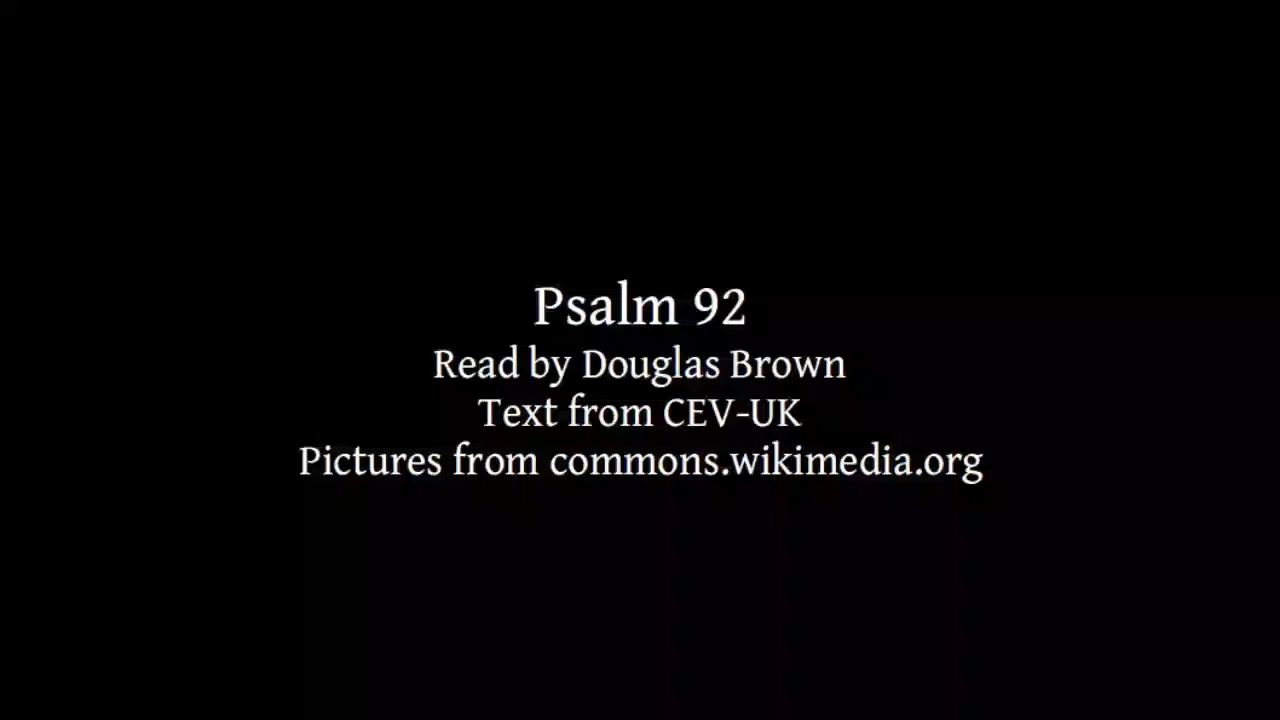 Psalm 92
Read by Douglas Brown
Text from CEV-UK
Pictures from commons.wikimedia.org